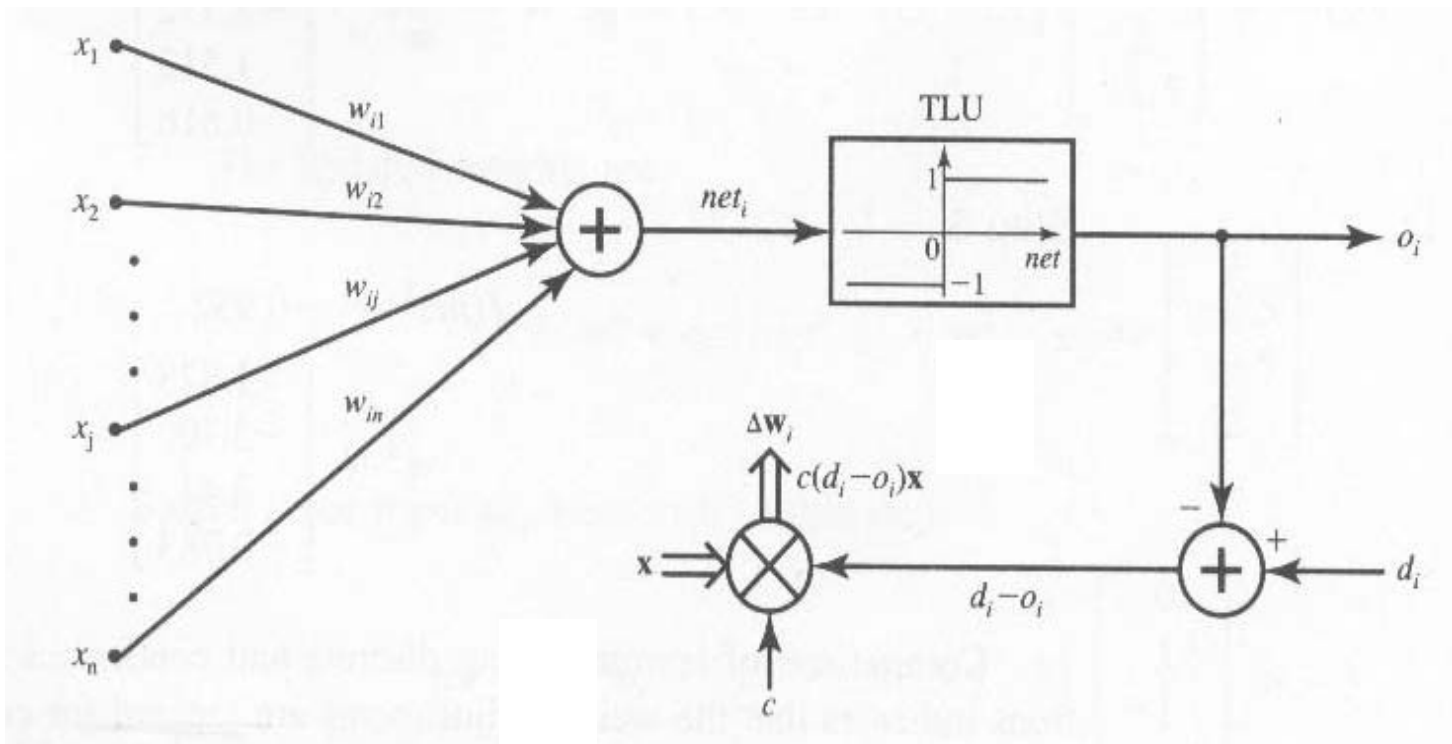 x₁
wᵢ₁
TLU
x₂
wᵢ₂
netᵢ
1
0
net
−1
oᵢ
wᵢⱼ
xⱼ
wᵢₙ
Δwᵢ
c(dᵢ−oᵢ)x
−
+
x
dᵢ−oᵢ
dᵢ
xₙ
c